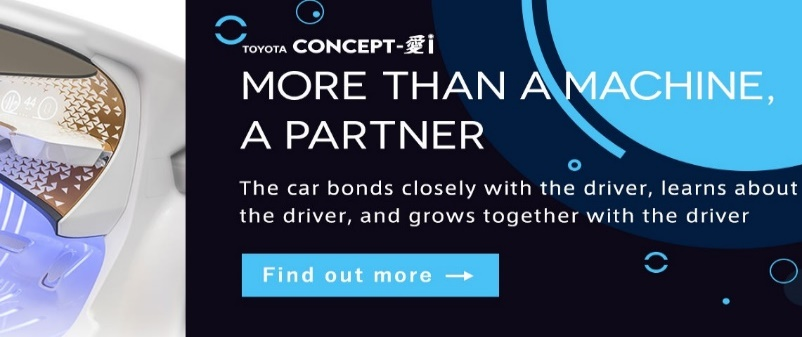 TOYOTA CONCEPT-愛i
MORE THAN A MACHINE,
A PARTNER
The car bonds closely with the driver, learns about
the driver, and grows together with the driver
Find out more →